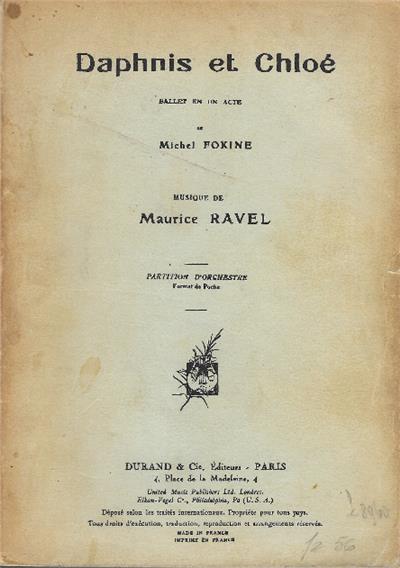 Daphnis et Chloé
BALLET EN UN ACTE
DE
Michel FOKINE
MUSIQUE DE
Maurice RAVEL
PARTITION D'ORCHESTRE
Format de Poche
DURAND & Cie, Éditeurs - PARIS
4, Place de la Madeleine, 4
United Music Publishers Ltd. Londres.
Elkan-Vogel Co, Philadelphia, Pa (U. S. A.)
Déposé selon les traités internationaux. Propriété pour tous pays.
Tous droits d'exécution, traduction, reproduction et arrangements réservés.
MADE IN FRANCE
IMPRIMÉ EN FRANCE